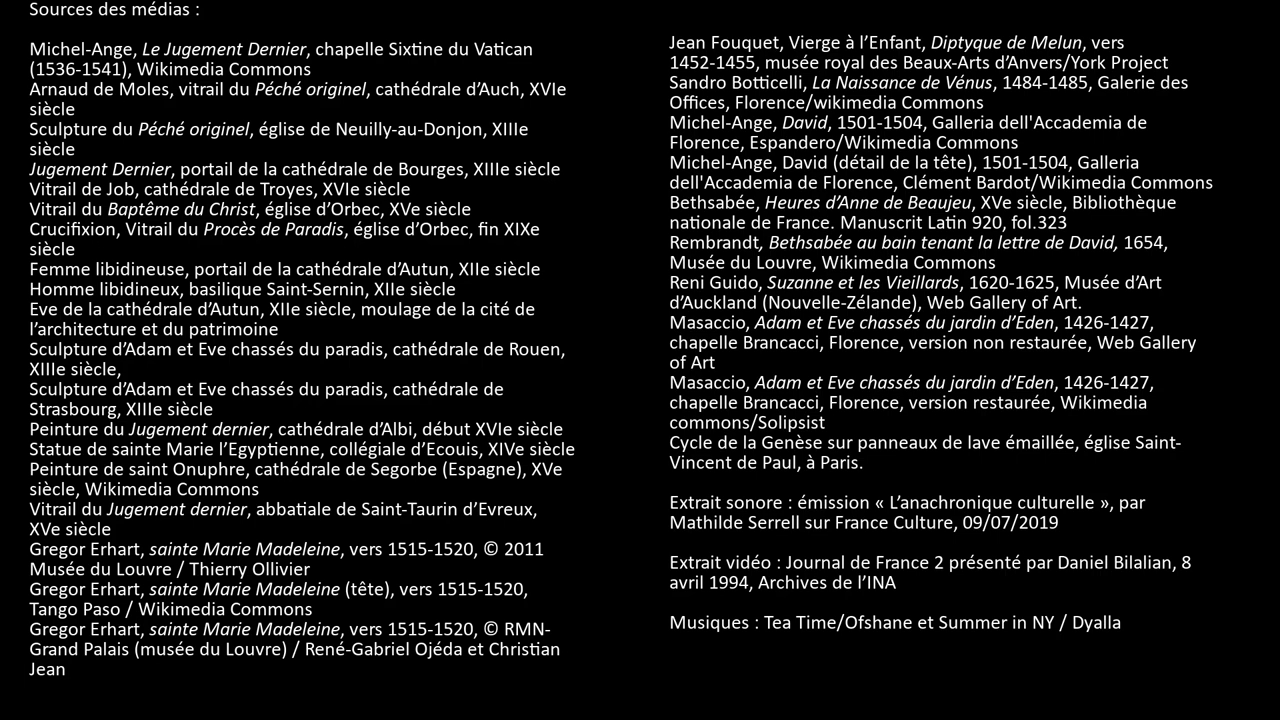 Sources des médias :
Michel-Ange, Le Jugement Dernier, chapelle Sixtine du Vatican
(1536-1541), Wikimedia Commons
Arnaud de Moles, vitrail du Péché originel, cathédrale d’Auch, XVIe
siècle
Sculpture du Péché originel, église de Neuilly-au-Donjon, XIIIe
siècle
Jugement Dernier, portail de la cathédrale de Bourges, XIIIe siècle
Vitrail de Job, cathédrale de Troyes, XVIe siècle
Vitrail du Baptême du Christ, église d’Orbec, XVe siècle
Crucifixion, Vitrail du Procès de Paradis, église d’Orbec, fin XIXe
siècle
Femme libidineuse, portail de la cathédrale d’Autun, XIIe siècle
Homme libidineux, basilique Saint-Sernin, XIIe siècle
Eve de la cathédrale d’Autun, XIIe siècle, moulage de la cité de
l’architecture et du patrimoine
Sculpture d’Adam et Eve chassés du paradis, cathédrale de Rouen,
XIIIe siècle,
Sculpture d’Adam et Eve chassés du paradis, cathédrale de
Strasbourg, XIIIe siècle
Peinture du Jugement dernier, cathédrale d’Albi, début XVIe siècle
Statue de sainte Marie l’Egyptienne, collégiale d’Ecouis, XIVe siècle
Peinture de saint Onuphre, cathédrale de Segorbe (Espagne), XVe
siècle, Wikimedia Commons
Vitrail du Jugement dernier, abbatiale de Saint-Taurin d’Evreux,
XVe siècle
Gregor Erhart, sainte Marie Madeleine, vers 1515-1520, © 2011
Musée du Louvre / Thierry Ollivier
Gregor Erhart, sainte Marie Madeleine (tête), vers 1515-1520,
Tango Paso / Wikimedia Commons
Gregor Erhart, sainte Marie Madeleine, vers 1515-1520, © RMN-
Grand Palais (musée du Louvre) / René-Gabriel Ojéda et Christian
Jean
Jean Fouquet, Vierge à l’Enfant, Diptyque de Melun, vers
1452-1455, musée royal des Beaux-Arts d’Anvers/York Project
Sandro Botticelli, La Naissance de Vénus, 1484-1485, Galerie des
Offices, Florence/wikimedia Commons
Michel-Ange, David, 1501-1504, Galleria dell'Accademia de
Florence, Espandero/Wikimedia Commons
Michel-Ange, David (détail de la tête), 1501-1504, Galleria
dell'Accademia de Florence, Clément Bardot/Wikimedia Commons
Bethsabée, Heures d’Anne de Beaujeu, XVe siècle, Bibliothèque
nationale de France. Manuscrit Latin 920, fol.323
Rembrandt, Bethsabée au bain tenant la lettre de David, 1654,
Musée du Louvre, Wikimedia Commons
Reni Guido, Suzanne et les Vieillards, 1620-1625, Musée d’Art
d’Auckland (Nouvelle-Zélande), Web Gallery of Art.
Masaccio, Adam et Eve chassés du jardin d’Eden, 1426-1427,
chapelle Brancacci, Florence, version non restaurée, Web Gallery
of Art
Masaccio, Adam et Eve chassés du jardin d’Eden, 1426-1427,
chapelle Brancacci, Florence, version restaurée, Wikimedia
commons/Solipsist
Cycle de la Genèse sur panneaux de lave émaillée, église Saint-
Vincent de Paul, à Paris.
Extrait sonore : émission « L’anachronique culturelle », par
Mathilde Serrell sur France Culture, 09/07/2019
Extrait vidéo : Journal de France 2 présenté par Daniel Bilalian, 8
avril 1994, Archives de l’INA
Musiques : Tea Time/Ofshane et Summer in NY / Dyalla